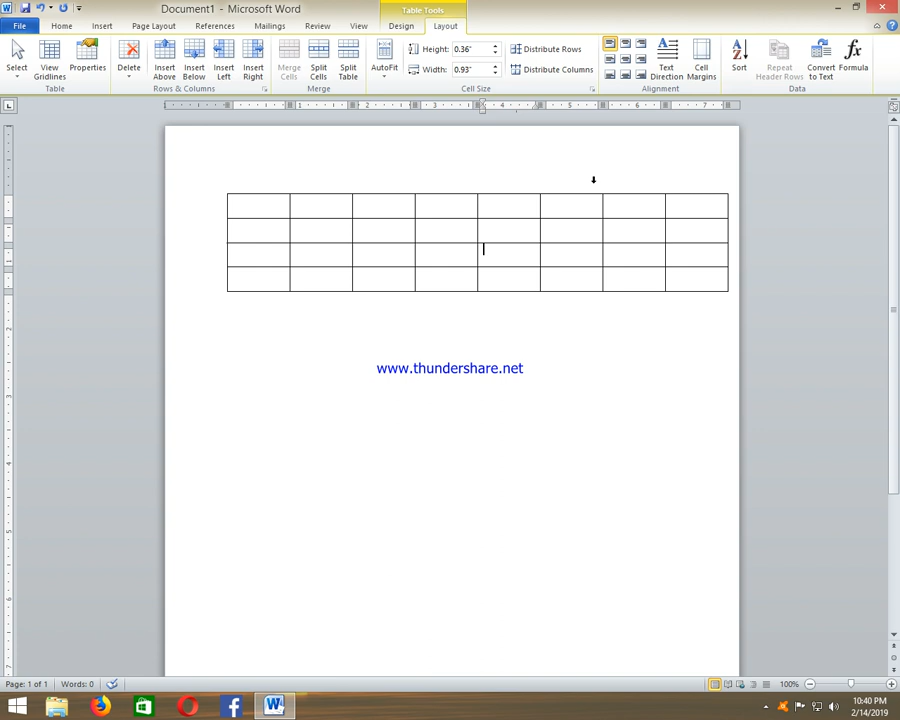 Document1 - Microsoft Word
Table Tools
File Home Insert Page Layout References Mailings Review View Design Layout
Select
View Gridlines
Properties
Table
Delete
Insert Above
Insert Below
Insert Left
Insert Right
Rows & Columns
Merge Cells
Split Cells
Split Table
Merge
AutoFit
Height: 0.36"
Width: 0.93"
Distribute Rows
Distribute Columns
Cell Size
Text Direction
Cell Margins
Alignment
Sort
Repeat Header Rows
Convert to Text
Formula
Data
www.thundershare.net
Page: 1 of 1 Words: 0
100%
10:40 PM
2/14/2019